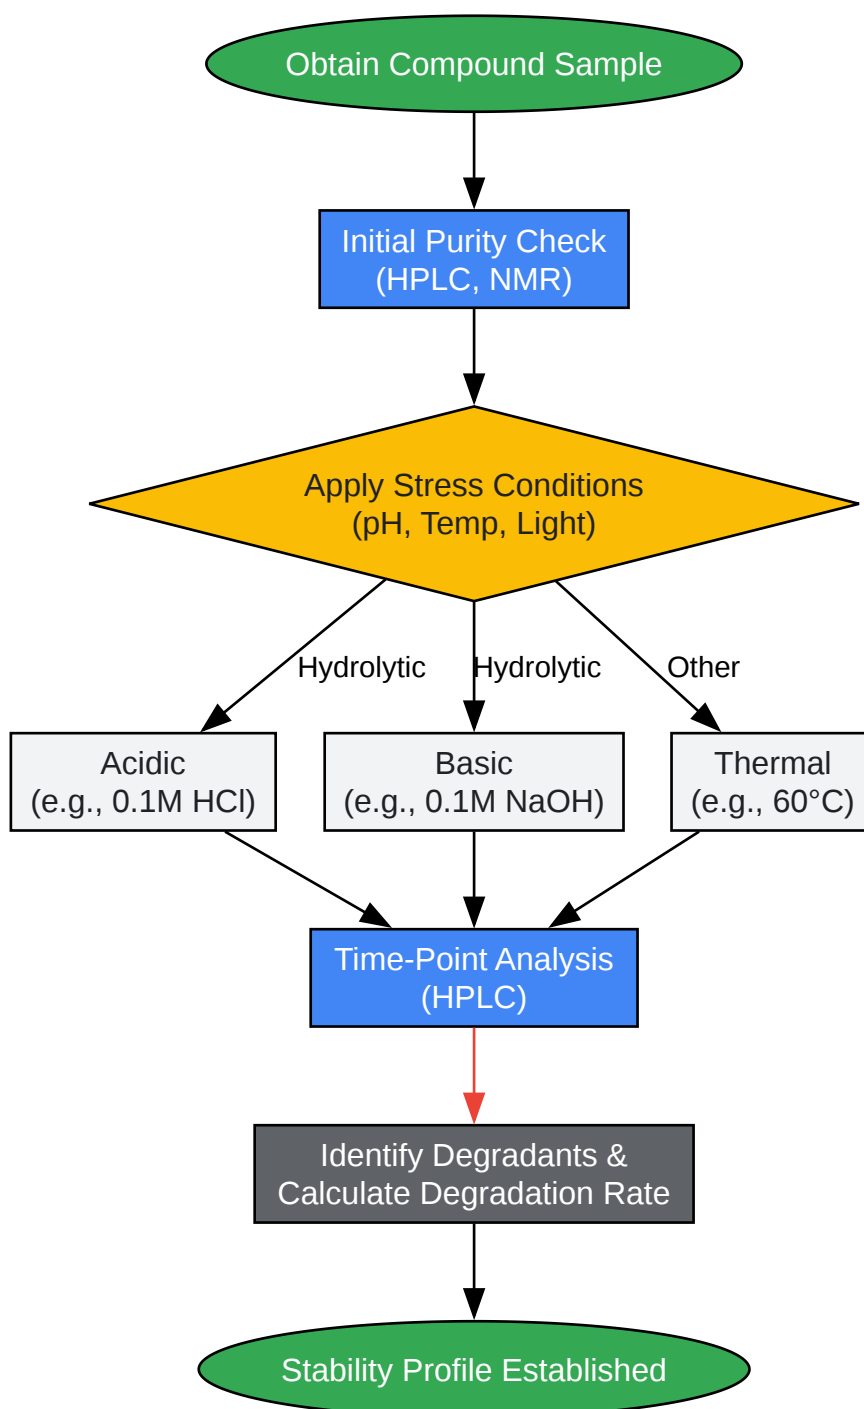 Obtain Compound Sample
Initial Purity Check
(HPLC, NMR)
Apply Stress Conditions
(pH, Temp, Light)
Hydrolytic
Hydrolytic
Other
Acidic
(e.g., 0.1M HCl)
Basic
(e.g., 0.1M NaOH)
Thermal
(e.g., 60°C)
Time-Point Analysis
(HPLC)
Identify Degradants &
Calculate Degradation Rate
Stability Profile Established